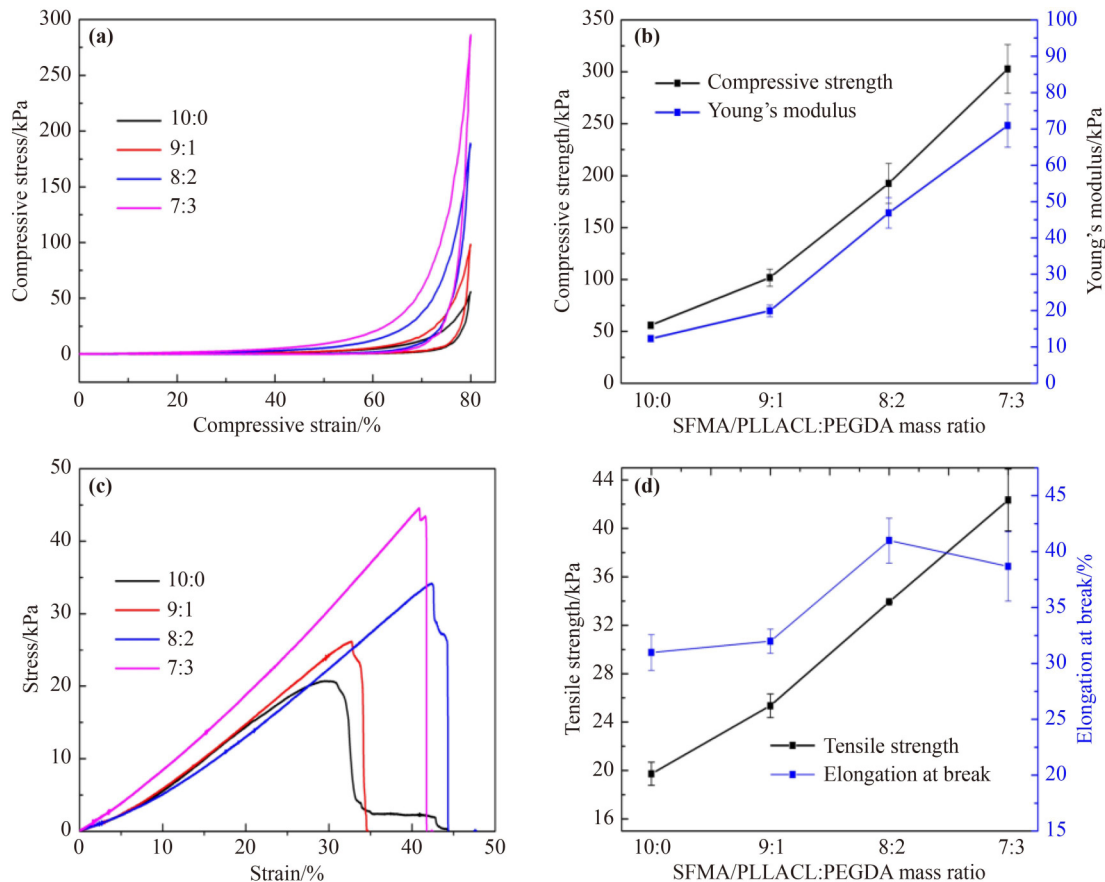 (a)
300
250
200
150
100
50
0
Compressive stress/kPa
10:0
9:1
8:2
7:3
0 20 40 60 80
Compressive strain/%
(b)
350
300
250
200
150
100
50
0
Compressive strength/kPa
Compressive strength
Young's modulus
100
90
80
70
60
50
40
30
20
10
0
Young's modulus/kPa
10:0 9:1 8:2 7:3
SFMA/PLLACL:PEGDA mass ratio
(c)
50
40
30
20
10
0
Stress/kPa
10:0
9:1
8:2
7:3
0 10 20 30 40 50
Strain/%
(d)
44
40
36
32
28
24
20
16
Tensile strength/kPa
Tensile strength
Elongation at break
45
40
35
30
25
20
15
Elongation at break/%
10:0 9:1 8:2 7:3
SFMA/PLLACL:PEGDA mass ratio